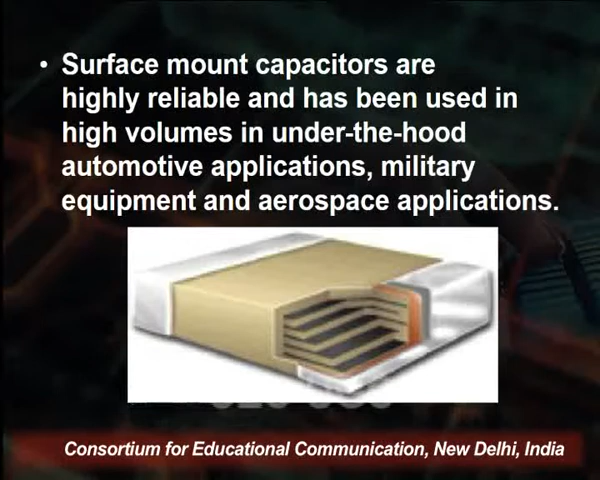 • Surface mount capacitors are
highly reliable and has been used in
high volumes in under-the-hood
automotive applications, military
equipment and aerospace applications.
Consortium for Educational Communication, New Delhi, India